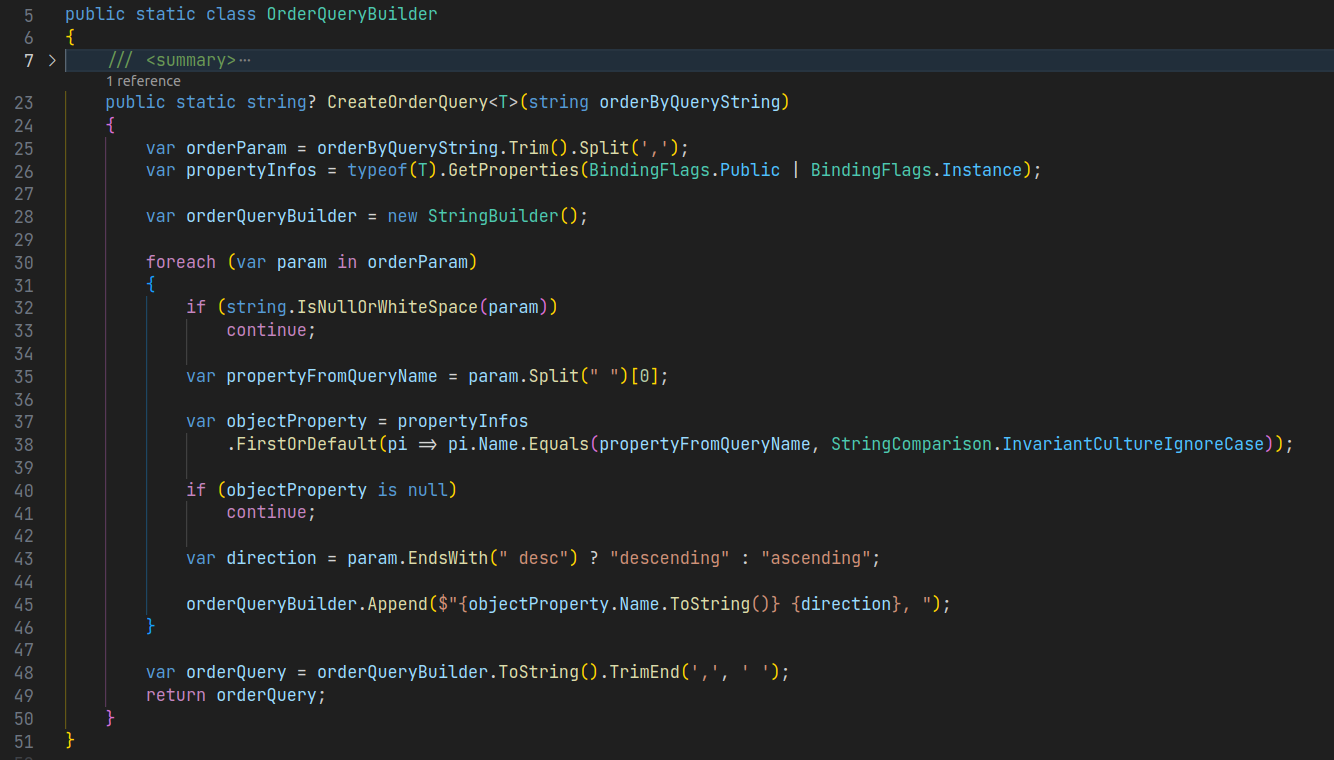 5 public static class OrderQueryBuilder
6 {
7 > /// <summary>⋯
1 reference
23 public static string? CreateOrderQuery<T>(string orderByQueryString)
24 {
25 var orderParam = orderByQueryString.Trim().Split(',');
26 var propertyInfos = typeof(T).GetProperties(BindingFlags.Public | BindingFlags.Instance);
27
28 var orderQueryBuilder = new StringBuilder();
29
30 foreach (var param in orderParam)
31 {
32 if (string.IsNullOrWhiteSpace(param))
33 continue;
34
35 var propertyFromQueryName = param.Split(" ")[0];
36
37 var objectProperty = propertyInfos
38 .FirstOrDefault(pi => pi.Name.Equals(propertyFromQueryName, StringComparison.InvariantCultureIgnoreCase));
39
40 if (objectProperty is null)
41 continue;
42
43 var direction = param.EndsWith(" desc") ? "descending" : "ascending";
44
45 orderQueryBuilder.Append($"{objectProperty.Name.ToString()} {direction}, ");
46 }
47
48 var orderQuery = orderQueryBuilder.ToString().TrimEnd(',', ' ');
49 return orderQuery;
50 }
51 }